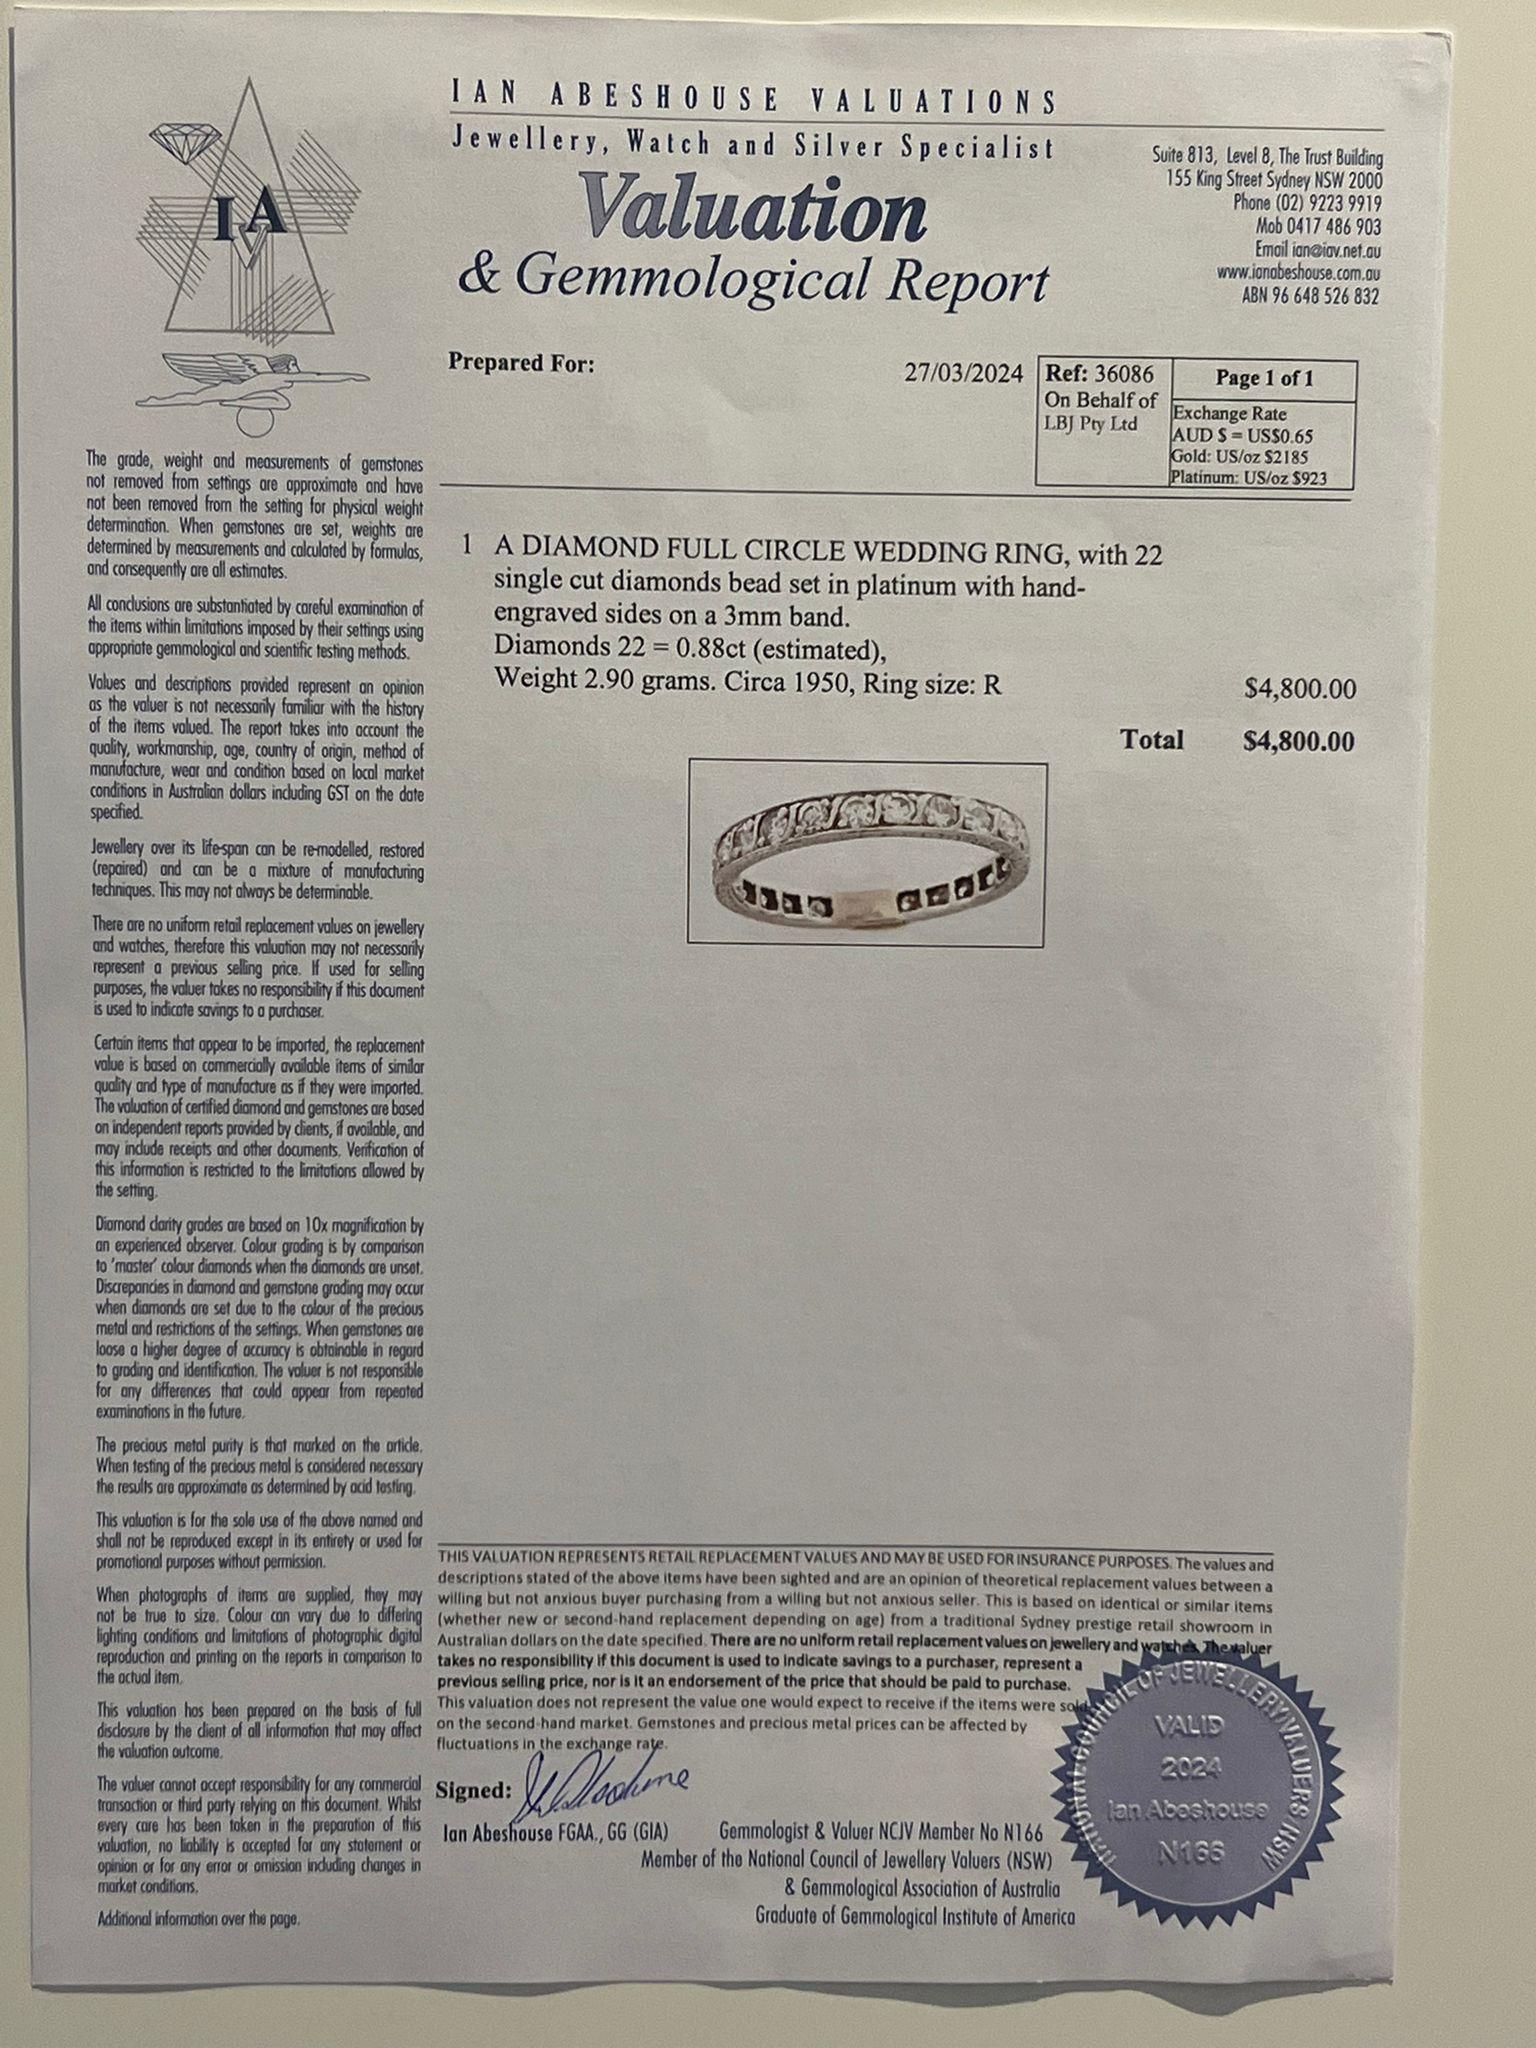 IAN ABESHOUSE VALUATIONS
Jewellery, Watch and Silver Specialist
Valuation
& Gemmological Report
Suite 813, Level 8, The Trust Building
155 King Street Sydney NSW 2000
Phone (02) 9223 9919
Mob 0417 486 903
Email ian@iav.net.au
www.ianabeshouse.com.au
ABN 96 648 526 832
IVA
Prepared For:
27/03/2024
Ref: 36086
On Behalf of
LBJ Pty Ltd
Page 1 of 1
Exchange Rate
AUD $ = US$0.65
Gold: US/oz $2185
Platinum: US/oz $923
The grade, weight and measurements of gemstones
not removed from settings are approximate and have
not been removed from the setting for physical weight
determination. When gemstones are set, weights are
determined by measurements and calculated by formulas,
and consequently are all estimates.
All conclusions are substantiated by careful examination of
the items within limitations imposed by their settings using
appropriate gemmological and scientific testing methods.
Values and descriptions provided represent an opinion
as the valuer is not necessarily familiar with the history
of the items valued. The report takes into account the
quality, workmanship, age, country of origin, method of
manufacture, wear and condition based on local market
conditions in Australian dollars including GST on the date
specified.
Jewellery over its life-span can be re-modelled, restored
(repaired) and can be a mixture of manufacturing
techniques. This may not always be determinable.
There are no uniform retail replacement values on jewellery
and watches, therefore this valuation may not necessarily
represent a previous selling price. If used for selling
purposes, the valuer takes no responsibility if this document
is used to indicate savings to a purchaser.
Certain items that appear to be imported, the replacement
value is based on commercially available items of similar
quality and type of manufacture as if they were imported.
The valuation of certified diamond and gemstones are based
on independent reports provided by clients, if available, and
may include receipts and other documents. Verification of
this information is restricted to the limitations allowed by
the setting.
Diamond clarity grades are based on 10x magnification by
an experienced observer. Colour grading is by comparison
to 'master' colour diamonds when the diamonds are unset.
Discrepancies in diamond and gemstone grading may occur
when diamonds are set due to the colour of the precious
metal and restrictions of the settings. When gemstones are
loose a higher degree of accuracy is obtainable in regard
to grading and identification. The valuer is not responsible
for any differences that could appear from repeated
examinations in the future.
The precious metal purity is that marked on the article.
When testing of the precious metal is considered necessary
the results are approximate as determined by acid testing.
This valuation is for the sole use of the above named and
shall not be reproduced except in its entirety or used for
promotional purposes without permission.
When photographs of items are supplied, they may
not be true to size. Colour can vary due to differing
lighting conditions and limitations of photographic digital
reproduction and printing on the reports in comparison to
the actual item.
This valuation has been prepared on the basis of full
disclosure by the client of all information that may affect
the valuation outcome.
The valuer cannot accept responsibility for any commercial
transaction or third party relying on this document. Whilst
every care has been taken in the preparation of this
valuation, no liability is accepted for any statement or
opinion or for any error or omission including changes in
market conditions.
Additional information over the page.
1 A DIAMOND FULL CIRCLE WEDDING RING, with 22
single cut diamonds bead set in platinum with hand-
engraved sides on a 3mm band.
Diamonds 22 = 0.88ct (estimated),
Weight 2.90 grams. Circa 1950, Ring size: R $4,800.00
Total $4,800.00
THIS VALUATION REPRESENTS RETAIL REPLACEMENT VALUES AND MAY BE USED FOR INSURANCE PURPOSES. The values and
descriptions stated of the above items have been sighted and are an opinion of theoretical replacement values between a
willing but not anxious buyer purchasing from a willing but not anxious seller. This is based on identical or similar items
(whether new or second-hand replacement depending on age) from a traditional Sydney prestige retail showroom in
Australian dollars on the date specified. There are no uniform retail replacement values on jewellery and watches. The valuer
takes no responsibility if this document is used to indicate savings to a purchaser, represent a
previous selling price, nor is it an endorsement of the price that should be paid to purchase.
This valuation does not represent the value one would expect to receive if the items were sold
on the second-hand market. Gemstones and precious metal prices can be affected by
fluctuations in the exchange rate.
Signed:
Ian Abeshouse FGAA., GG (GIA) Gemmologist & Valuer NCJV Member No N166
Member of the National Council of Jewellery Valuers (NSW)
& Gemmological Association of Australia
Graduate of Gemmological Institute of America
NATIONAL COUNCIL OF JEWELLERY VALUERS NSW
VALID
2024
Ian Abeshouse
N166